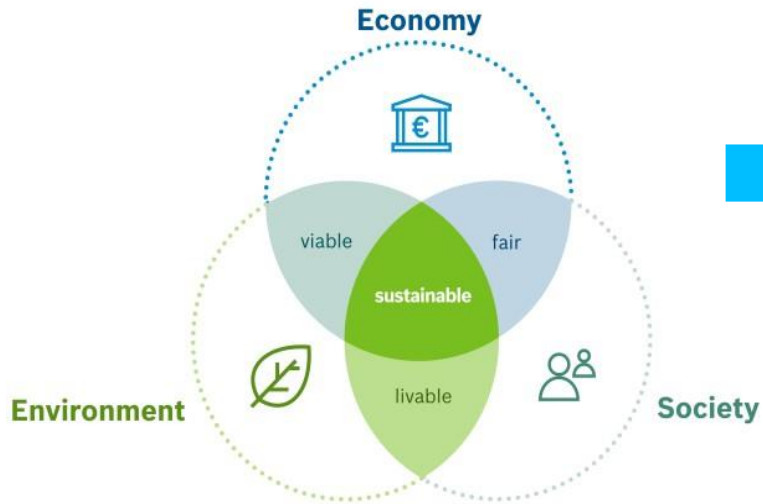 Economy
€
viable
fair
sustainable
livable
Environment
Society